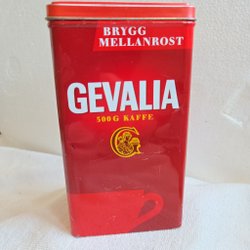 BRYGG
MELLANROST
GEVALIA
500G KAFFE
G